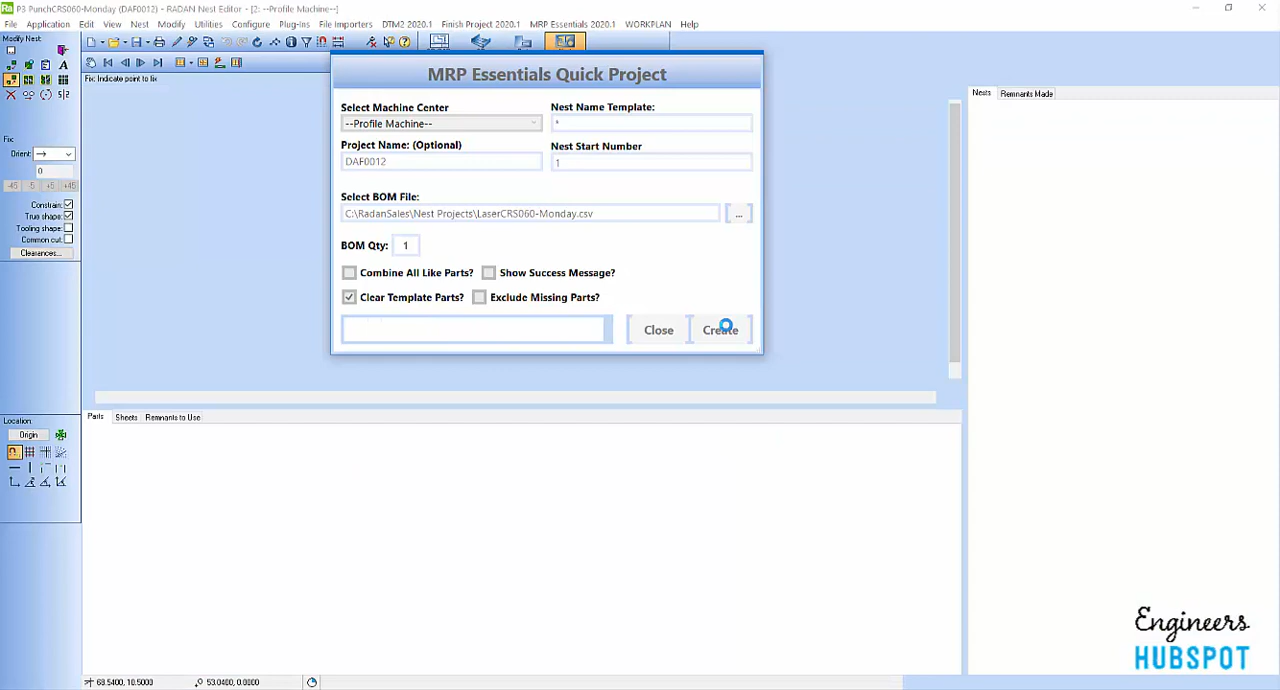 P3 PunchCRS060-Monday (DAF0012) - RADAN Nest Editor - [2: --Profile Machine--]
File Application Edit View Nest Modify Utilities Configure Plug-Ins File Importers DTM2 2020.1 Finish Project 2020.1 MRP Essentials 2020.1 WORKPLAN Help
Modify Nest
Fix: Indicate point to fix
Fix:
Orient:
0
-45 5 +5 +45
Constrain:
True shape:
Tooling shape:
Common cut:
Clearances...
Location:
Origin
MRP Essentials Quick Project
Select Machine Center
--Profile Machine--
Nest Name Template:
*
Project Name: (Optional)
DAF0012
Nest Start Number
1
Select BOM File:
C:\RadanSales\Nest Projects\LaserCRS060-Monday.csv
...
BOM Qty: 1
Combine All Like Parts? Show Success Message?
Clear Template Parts? Exclude Missing Parts?
Close Create
Nests Remnants Made
Parts Sheets Remnants to Use
68.5400, 10.5000 53.0400, 0.0000
Engineers
HUBSPOT